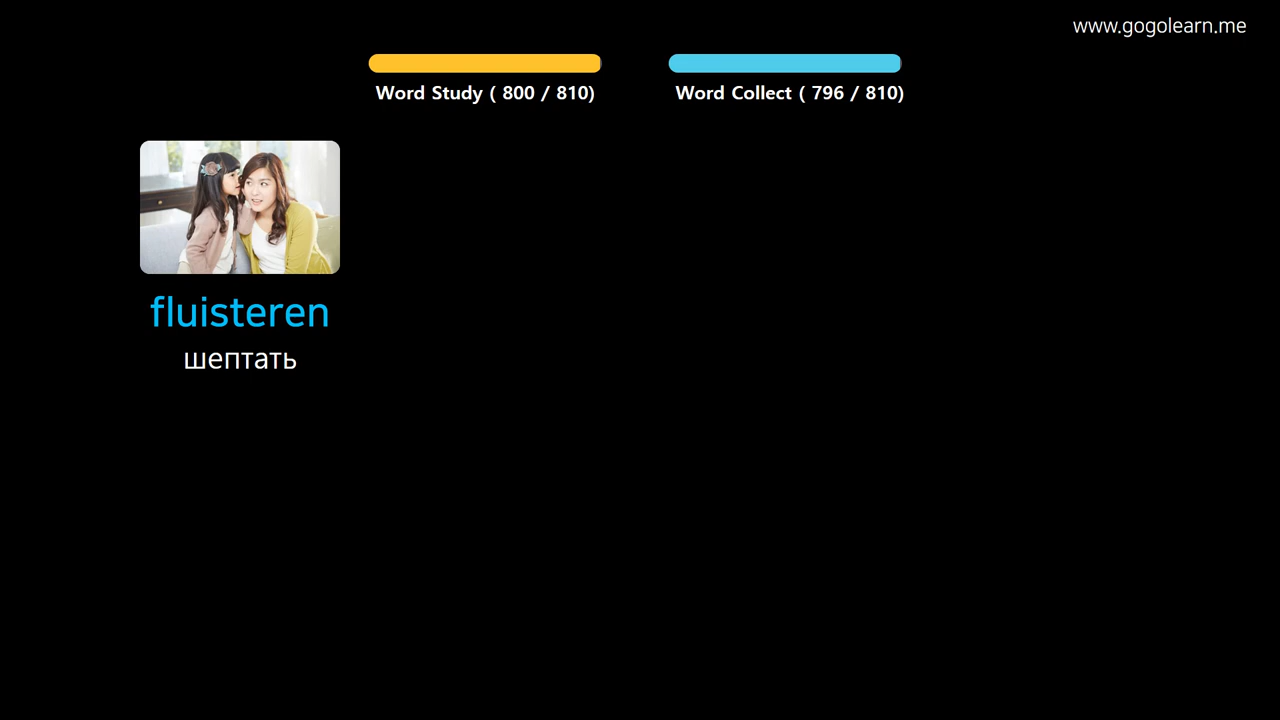 www.gogolearn.me
Word Study ( 800 / 810)
Word Collect ( 796 / 810)
fluisteren
шептать